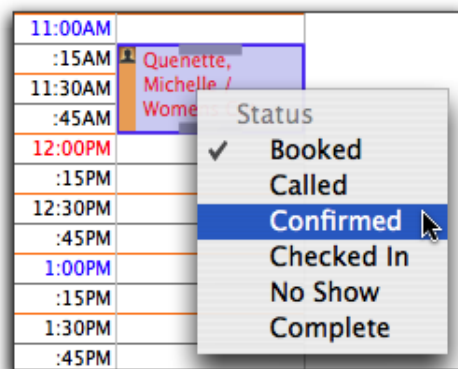 11:00AM
:15AM
11:30AM
:45AM
12:00PM
:15PM
12:30PM
:45PM
1:00PM
:15PM
1:30PM
:45PM
Quenette,
Michelle /
Womens
Status
✓ Booked
Called
Confirmed
Checked In
No Show
Complete